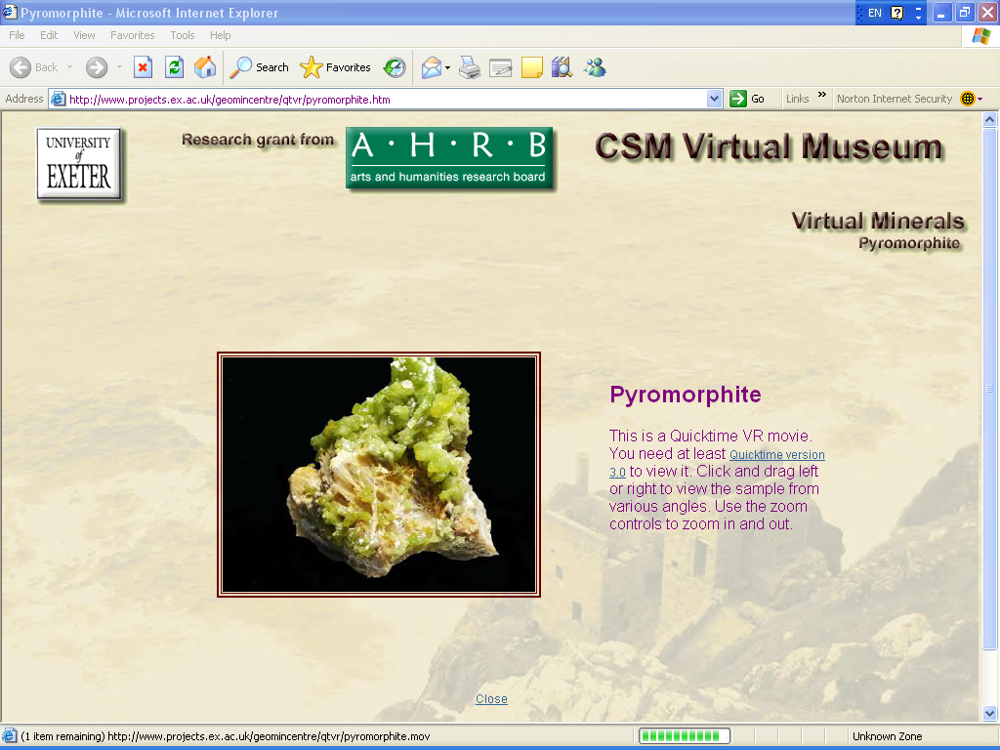 Pyromorphite - Microsoft Internet Explorer
EN
?
File Edit View Favorites Tools Help
Back Search Favorites
Address http://www.projects.ex.ac.uk/geomincentre/qtvr/pyromorphite.htm Go Links » Norton Internet Security
UNIVERSITY
of
EXETER
Research grant from
A · H · R · B
arts and humanities research board
CSM Virtual Museum
Virtual Minerals
Pyromorphite
Pyromorphite
This is a Quicktime VR movie.
You need at least Quicktime version
3.0 to view it. Click and drag left
or right to view the sample from
various angles. Use the zoom
controls to zoom in and out.
Close
(1 item remaining) http://www.projects.ex.ac.uk/geomincentre/qtvr/pyromorphite.mov Unknown Zone